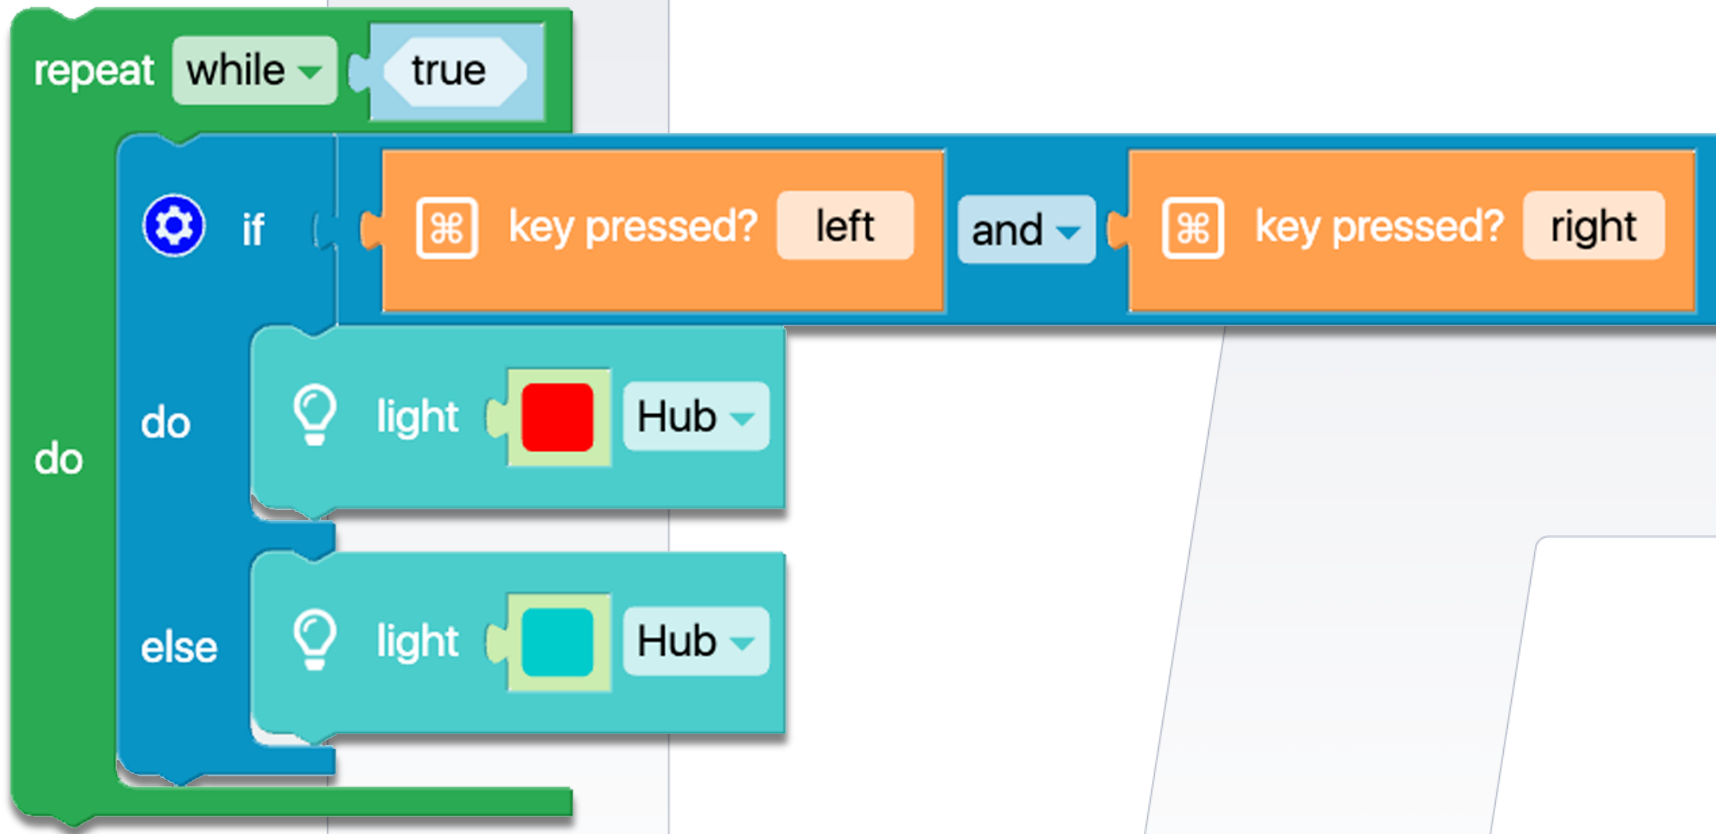 repeat while true
if key pressed? left and key pressed? right
do light Hub
do
else light Hub